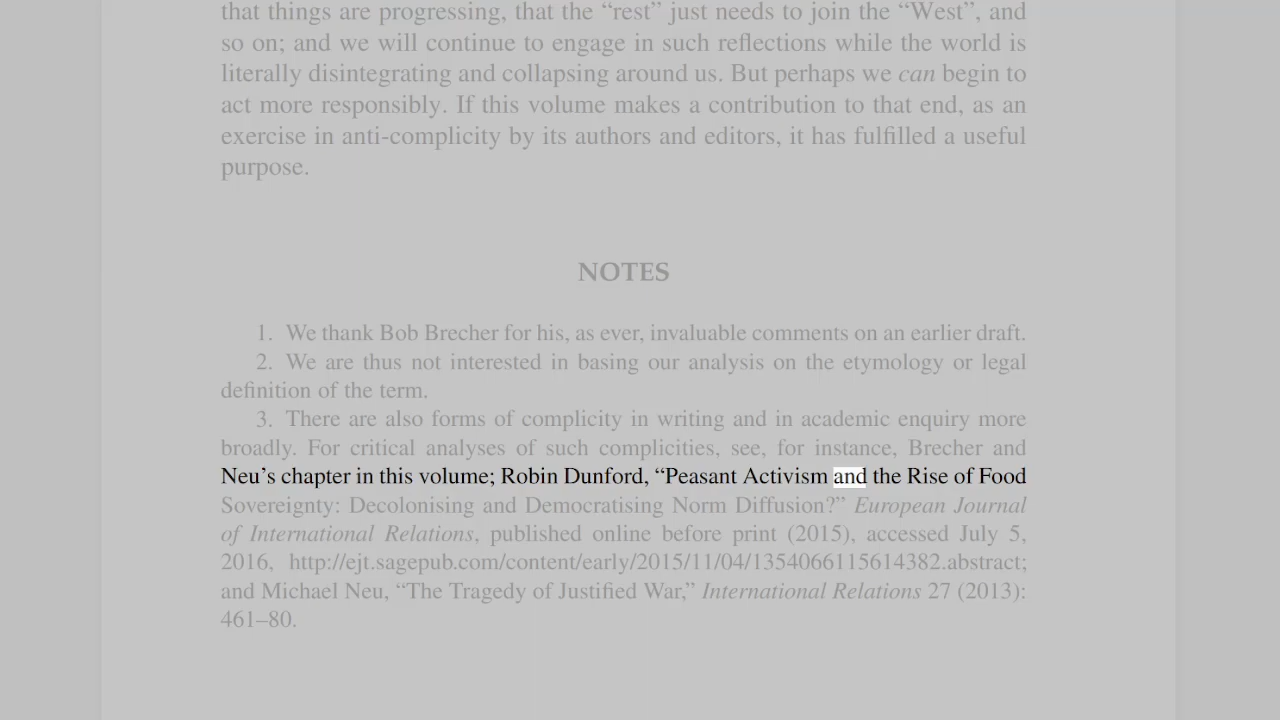 that things are progressing, that the “rest” just needs to join the “West”, and
so on; and we will continue to engage in such reflections while the world is
literally disintegrating and collapsing around us. But perhaps we can begin to
act more responsibly. If this volume makes a contribution to that end, as an
exercise in anti-complicity by its authors and editors, it has fulfilled a useful
purpose.
NOTES
1. We thank Bob Brecher for his, as ever, invaluable comments on an earlier draft.
2. We are thus not interested in basing our analysis on the etymology or legal
definition of the term.
3. There are also forms of complicity in writing and in academic enquiry more
broadly. For critical analyses of such complicities, see, for instance, Brecher and
Neu’s chapter in this volume; Robin Dunford, “Peasant Activism and the Rise of Food
Sovereignty: Decolonising and Democratising Norm Diffusion?” European Journal
of International Relations, published online before print (2015), accessed July 5,
2016, http://ejt.sagepub.com/content/early/2015/11/04/1354066115614382.abstract;
and Michael Neu, “The Tragedy of Justified War,” International Relations 27 (2013):
461–80.